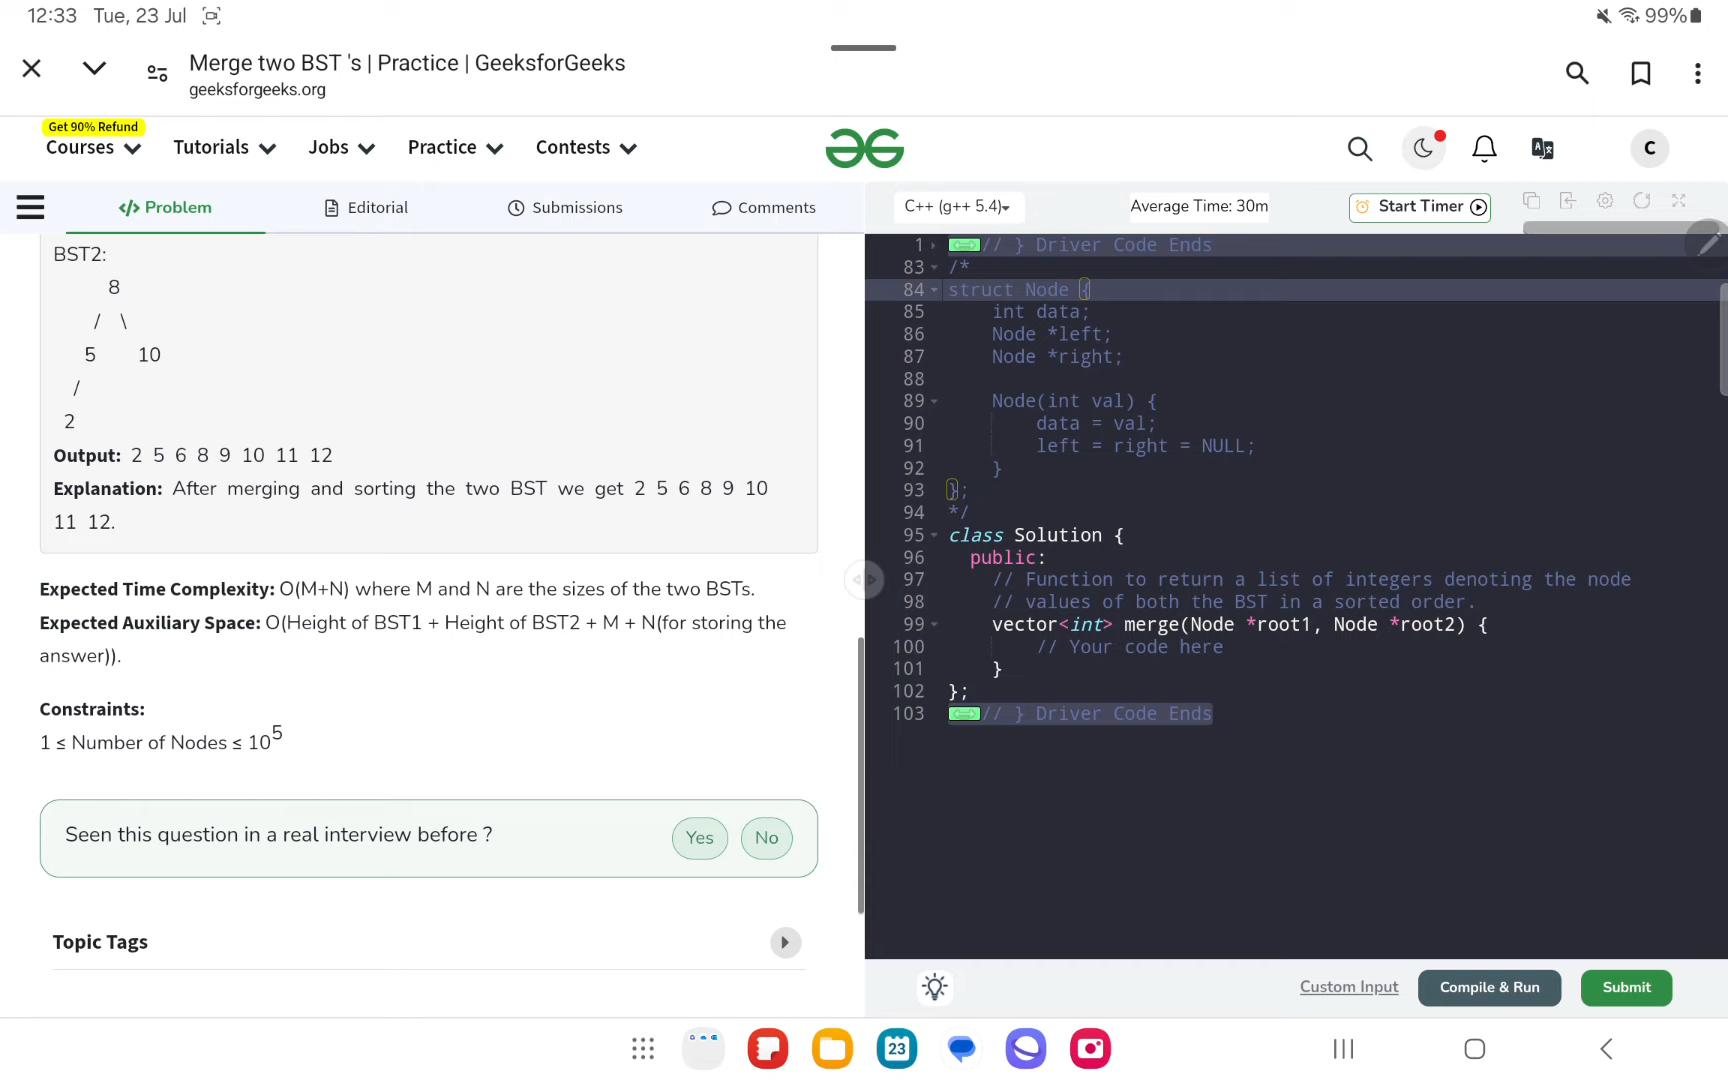 12:33 Tue, 23 Jul
99%
Merge two BST 's | Practice | GeeksforGeeks
geeksforgeeks.org
Get 90% Refund
Courses Tutorials Jobs Practice Contests
C
</> Problem Editorial Submissions Comments
BST2:
8
/ \
5 10
/
2
Output: 2 5 6 8 9 10 11 12
Explanation: After merging and sorting the two BST we get 2 5 6 8 9 10
11 12.
Expected Time Complexity: O(M+N) where M and N are the sizes of the two BSTs.
Expected Auxiliary Space: O(Height of BST1 + Height of BST2 + M + N(for storing the
answer)).
Constraints:
1 ≤ Number of Nodes ≤ 10^5
Seen this question in a real interview before ? Yes No
Topic Tags
C++ (g++ 5.4) Average Time: 30m Start Timer
1 // } Driver Code Ends
83 /*
84 struct Node {
85 int data;
86 Node *left;
87 Node *right;
88
89 Node(int val) {
90 data = val;
91 left = right = NULL;
92 }
93 };
94 */
95 class Solution {
96 public:
97 // Function to return a list of integers denoting the node
98 // values of both the BST in a sorted order.
99 vector<int> merge(Node *root1, Node *root2) {
100 // Your code here
101 }
102 };
103 // } Driver Code Ends
Custom Input Compile & Run Submit
23